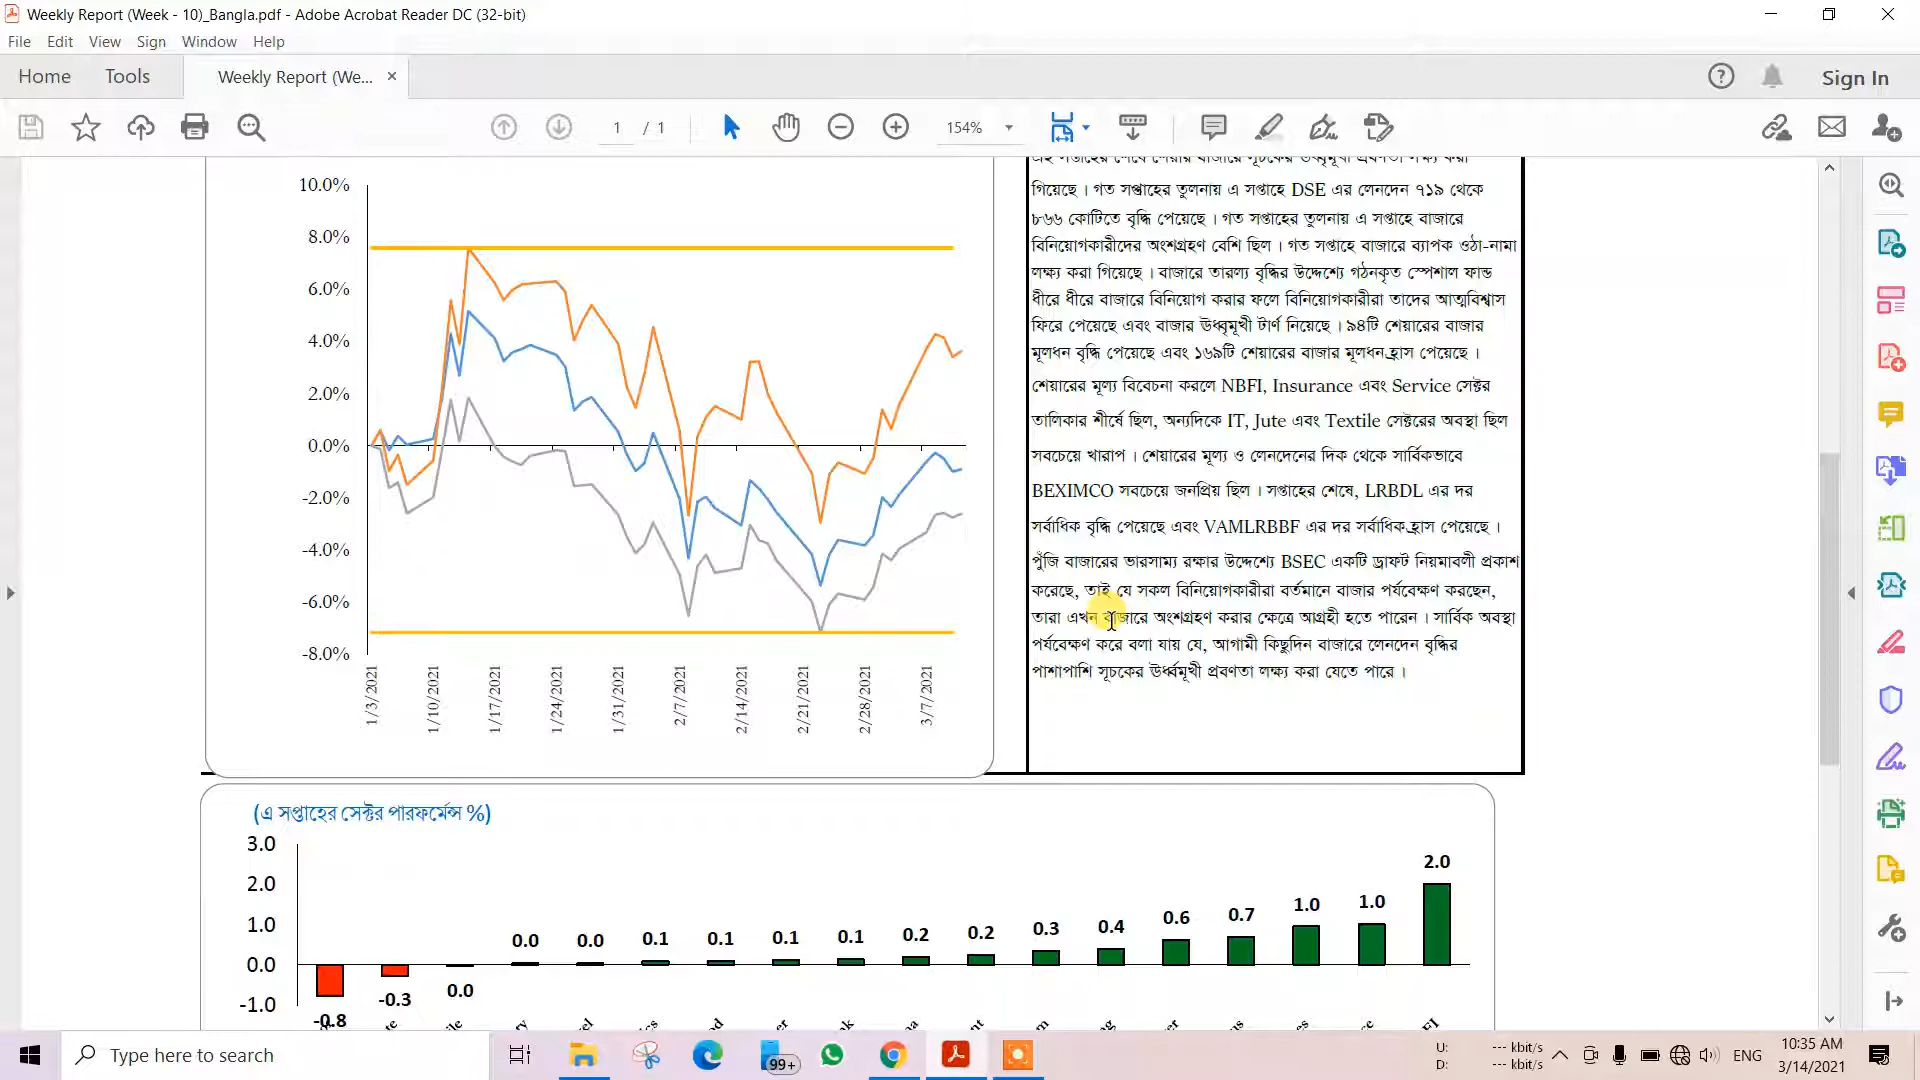 Weekly Report (Week - 10)_Bangla.pdf - Adobe Acrobat Reader DC (32-bit)
File Edit View Sign Window Help
Home Tools Weekly Report (We... × Sign In
1 / 1 154%
10.0%
8.0%
6.0%
4.0%
2.0%
0.0%
-2.0%
-4.0%
-6.0%
-8.0%
1/3/2021
1/10/2021
1/17/2021
1/24/2021
1/31/2021
2/7/2021
2/14/2021
2/21/2021
2/28/2021
3/7/2021
এই সপ্তাহের শেষে শেয়ার বাজারে সূচকের উর্ধ্বমূখী প্রবণতা লক্ষ্য করা
গিয়েছে। গত সপ্তাহের তুলনায় এ সপ্তাহে DSE এর লেনদেন ৭১৯ থেকে
৮৬৬ কোটিতে বৃদ্ধি পেয়েছে। গত সপ্তাহের তুলনায় এ সপ্তাহে বাজারে
বিনিয়োগকারীদের অংশগ্রহণ বেশি ছিল। গত সপ্তাহে বাজারে ব্যাপক ওঠা-নামা
লক্ষ্য করা গিয়েছে। বাজারে তারল্য বৃদ্ধির উদ্দেশ্যে গঠনকৃত স্পেশাল ফান্ড
ধীরে ধীরে বাজারে বিনিয়োগ করার ফলে বিনিয়োগকারীরা তাদের আত্মবিশ্বাস
ফিরে পেয়েছে এবং বাজার উর্ধ্বমূখী টার্ণ নিয়েছে। ৯৪টি শেয়ারের বাজার
মূলধন বৃদ্ধি পেয়েছে এবং ১৬৯টি শেয়ারের বাজার মূলধন হ্রাস পেয়েছে।
শেয়ারের মূল্য বিবেচনা করলে NBFI, Insurance এবং Service সেক্টর
তালিকার শীর্ষে ছিল, অন্যদিকে IT, Jute এবং Textile সেক্টরের অবস্থা ছিল
সবচেয়ে খারাপ। শেয়ারের মূল্য ও লেনদেনের দিক থেকে সার্বিকভাবে
BEXIMCO সবচেয়ে জনপ্রিয় ছিল। সপ্তাহের শেষে, LRBDL এর দর
সর্বাধিক বৃদ্ধি পেয়েছে এবং VAMLRBBF এর দর সর্বাধিক হ্রাস পেয়েছে।
পুঁজি বাজারের ভারসাম্য রক্ষার উদ্দেশ্যে BSEC একটি ড্রাফট নিয়মাবলী প্রকাশ
করেছে, তাই যে সকল বিনিয়োগকারীরা বর্তমানে বাজার পর্যবেক্ষণ করছেন,
তারা এখন বাজারে অংশগ্রহণ করার ক্ষেত্রে আগ্রহী হতে পারেন। সার্বিক অবস্থা
পর্যবেক্ষণ করে বলা যায় যে, আগামী কিছুদিন বাজারে লেনদেন বৃদ্ধির
পাশাপাশি সূচকের উর্ধ্বমূখী প্রবণতা লক্ষ্য করা যেতে পারে।
(এ সপ্তাহের সেক্টর পারফর্মেন্স %)
3.0
2.0
1.0
0.0
-1.0
-0.8 -0.3 0.0 0.0 0.0 0.1 0.1 0.1 0.1 0.2 0.2 0.3 0.4 0.6 0.7 1.0 1.0 2.0
Type here to search
99+
U: --- kbit/s
D: --- kbit/s
ENG
10:35 AM
3/14/2021